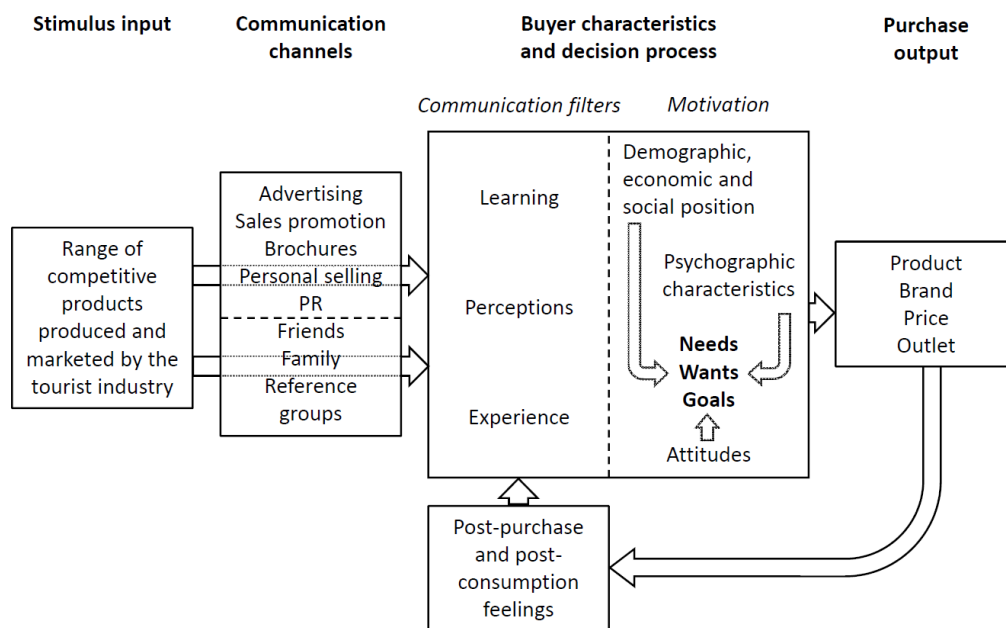 Stimulus input
Communication
channels
Buyer characteristics
and decision process
Purchase
output
Communication filters
Motivation
Range of
competitive
products
produced and
marketed by the
tourist industry
Advertising
Sales promotion
Brochures
Personal selling
PR
Friends
Family
Reference
groups
Learning
Perceptions
Experience
Demographic,
economic and
social position
Psychographic
characteristics
Needs
Wants
Goals
Attitudes
Product
Brand
Price
Outlet
Post-purchase
and post-
consumption
feelings